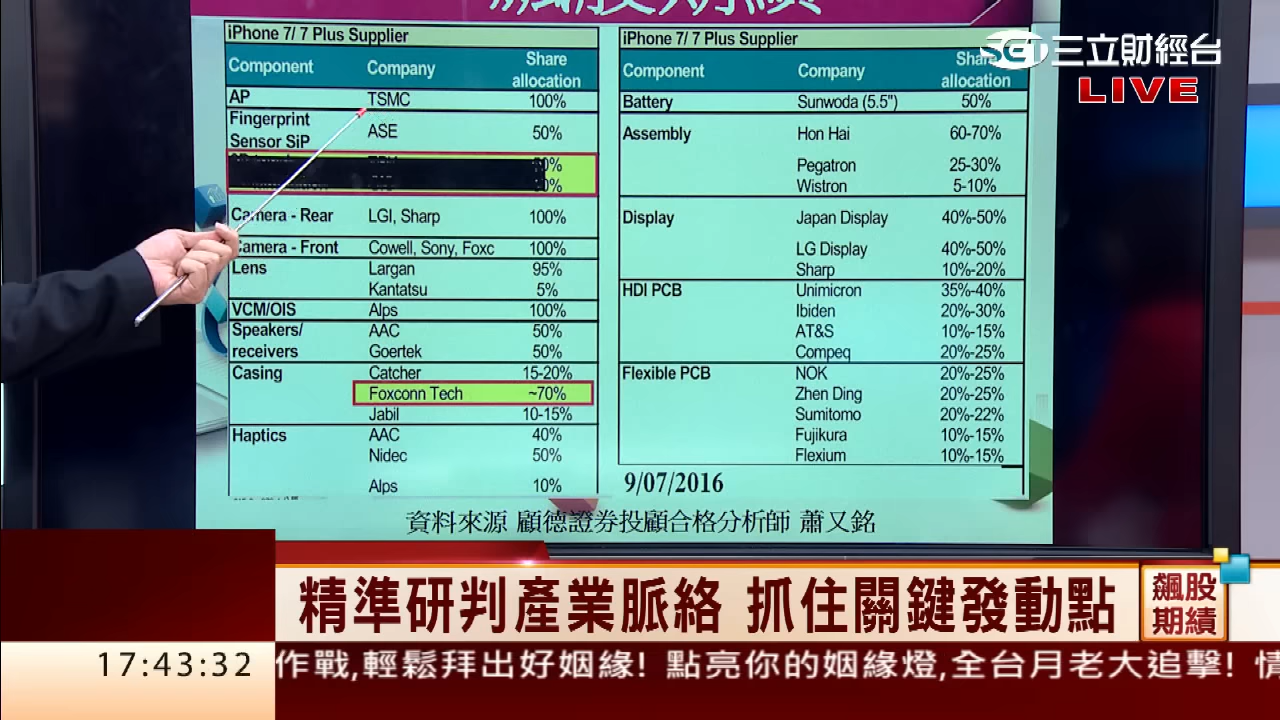 iPhone 7/ 7 Plus Supplier
Component Company Share allocation
AP TSMC 100%
Fingerprint Sensor SiP ASE 50%
Camera - Rear LGI, Sharp 100%
Camera - Front Cowell, Sony, Foxc 100%
Lens Largan 95%
Kantatsu 5%
VCM/OIS Alps 100%
Speakers/ AAC 50%
receivers Goertek 50%
Casing Catcher 15-20%
Foxconn Tech ~70%
Jabil 10-15%
Haptics AAC 40%
Nidec 50%
Alps 10%
iPhone 7/ 7 Plus Supplier
Component Company Share allocation
Battery Sunwoda (5.5") 50%
Assembly Hon Hai 60-70%
Pegatron 25-30%
Wistron 5-10%
Display Japan Display 40%-50%
LG Display 40%-50%
Sharp 10%-20%
HDI PCB Unimicron 35%-40%
Ibiden 20%-30%
AT&S 10%-15%
Compeq 20%-25%
Flexible PCB NOK 20%-25%
Zhen Ding 20%-25%
Sumitomo 20%-22%
Fujikura 10%-15%
Flexium 10%-15%
9/07/2016
資料來源 顧德證券投顧合格分析師 蕭又銘
SET 三立財經台
LIVE
精準研判產業脈絡 抓住關鍵發動點
飆股
期績
17:43:32
作戰,輕鬆拜出好姻緣! 點亮你的姻緣燈,全台月老大追擊! 情